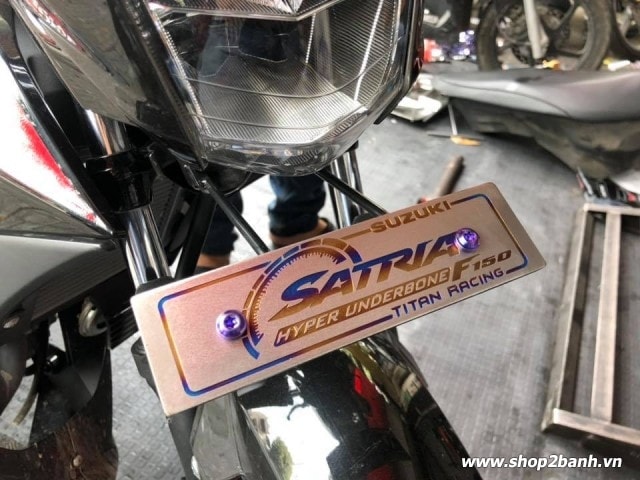 SUZUKI
SATRIA F150
HYPER UNDERBONE
TITAN RACING
www.shop2banh.vn